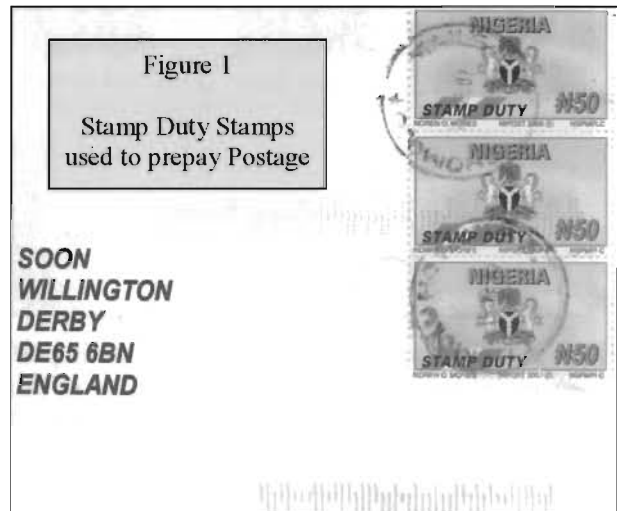 Figure 1
Stamp Duty Stamps
used to prepay Postage
NIGERIA
STAMP DUTY ₦50
NIGERIA
STAMP DUTY ₦50
NIGERIA
STAMP DUTY ₦50
SOON
WILLINGTON
DERBY
DE65 6BN
ENGLAND